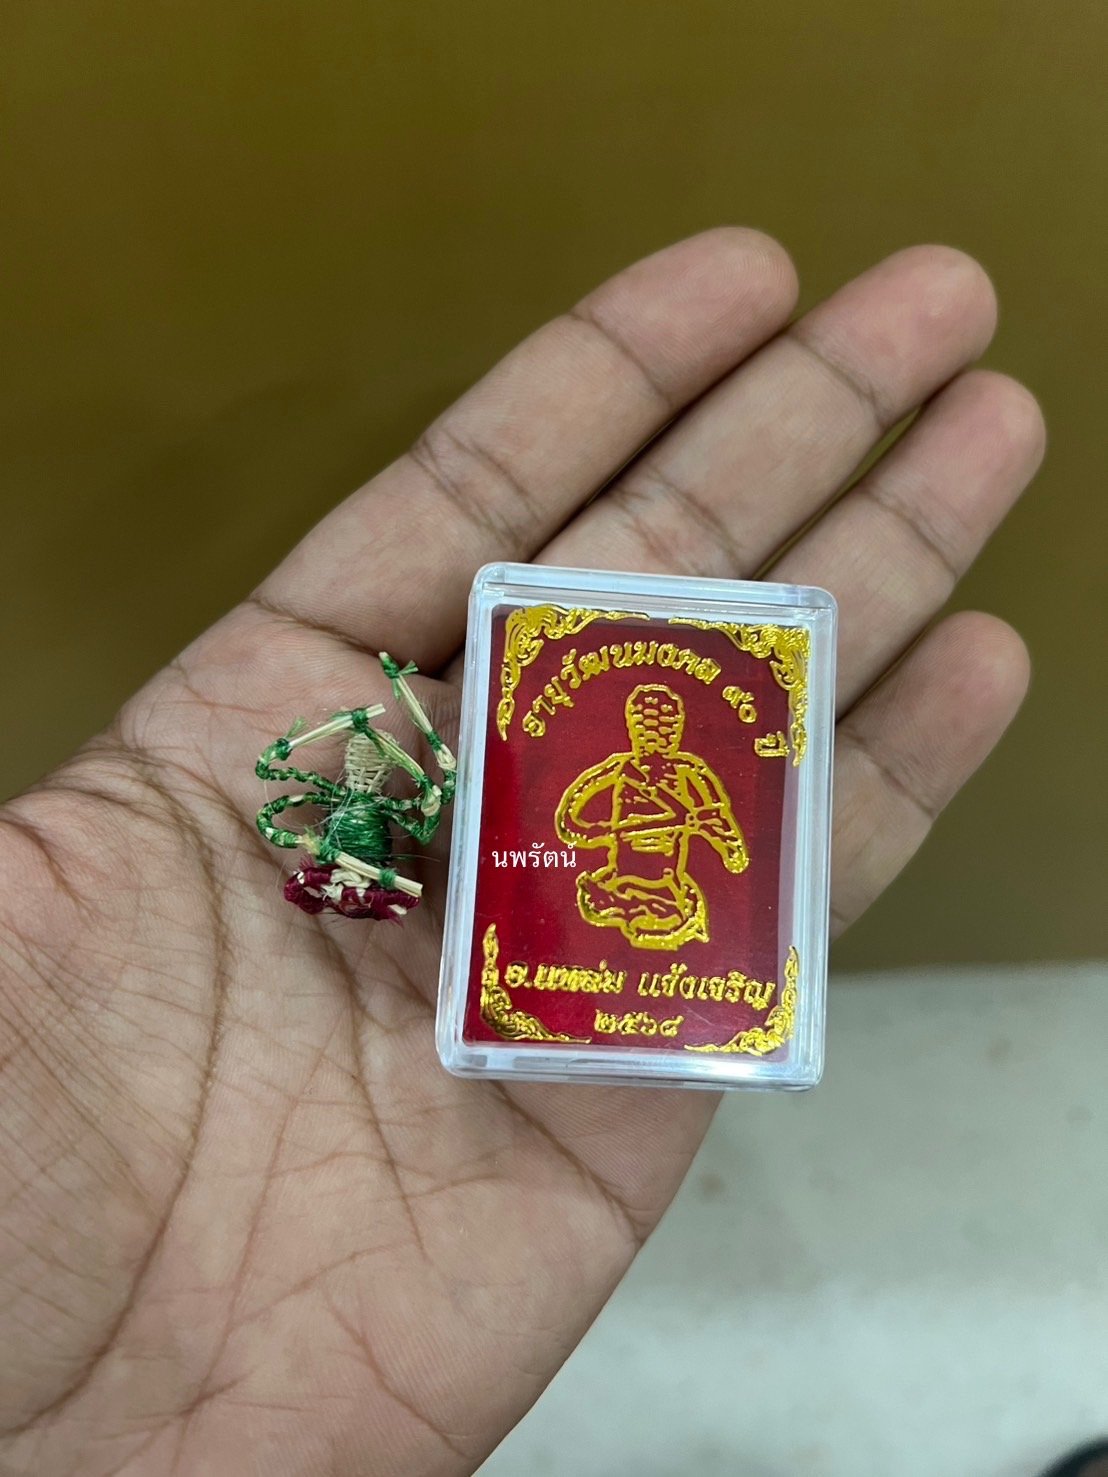 อายุวัฒนมงคล ๙๐ ปี
นพรัตน์
อ.แหล่ม แจ้งเจริญ
๒๕๖๘